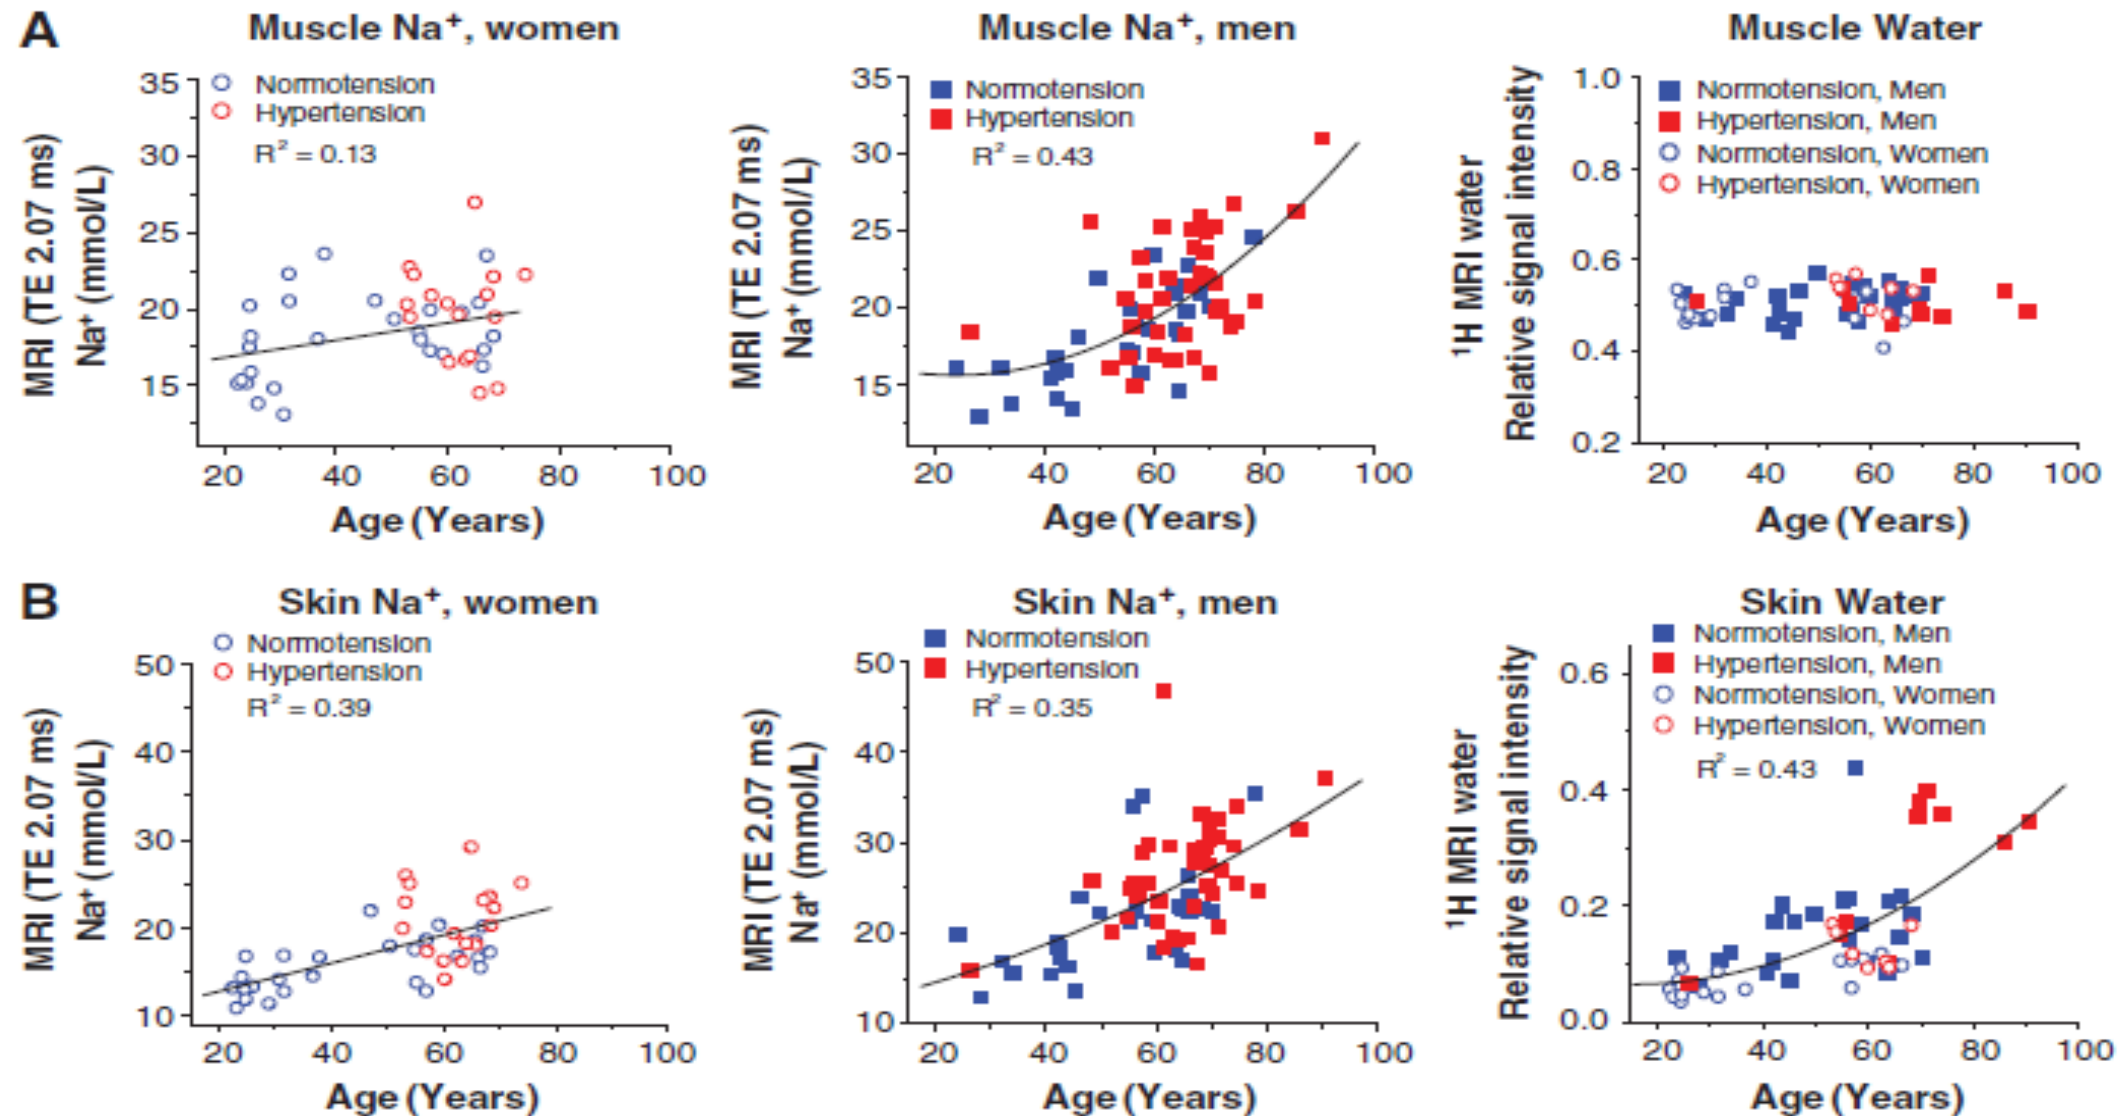 A
Muscle Na⁺, women
Muscle Na⁺, men
Muscle Water
MRI (TE 2.07 ms)
Na⁺ (mmol/L)
35
30
25
20
15
Normotension
Hypertension
R² = 0.13
20 40 60 80 100
Age (Years)
MRI (TE 2.07 ms)
Na⁺ (mmol/L)
35
30
25
20
15
Normotension
Hypertension
R² = 0.43
20 40 60 80 100
Age (Years)
¹H MRI water
Relative signal intensity
1.0
0.8
0.6
0.4
0.2
Normotension, Men
Hypertension, Men
Normotension, Women
Hypertension, Women
20 40 60 80 100
Age (Years)
B
Skin Na⁺, women
Skin Na⁺, men
Skin Water
MRI (TE 2.07 ms)
Na⁺ (mmol/L)
50
40
30
20
10
Normotension
Hypertension
R² = 0.39
20 40 60 80 100
Age (Years)
MRI (TE 2.07 ms)
Na⁺ (mmol/L)
50
40
30
20
10
Normotension
Hypertension
R² = 0.35
20 40 60 80 100
Age (Years)
¹H MRI water
Relative signal intensity
0.6
0.4
0.2
0.0
Normotension, Men
Hypertension, Men
Normotension, Women
Hypertension, Women
R² = 0.43
20 40 60 80 100
Age (Years)